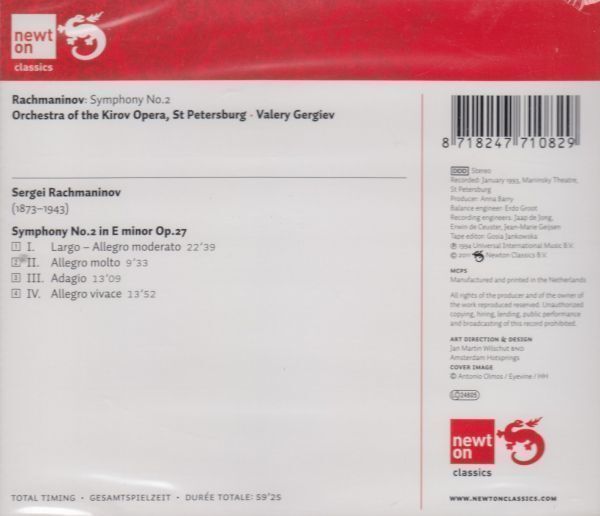 newt
on
classics
Rachmaninov: Symphony No.2
Orchestra of the Kirov Opera, St Petersburg · Valery Gergiev
8 718247 710829
Sergei Rachmaninov
(1873–1943)
Symphony No.2 in E minor Op.27
1 I. Largo – Allegro moderato 22'39
2 II. Allegro molto 9'33
3 III. Adagio 13'09
4 IV. Allegro vivace 13'52
DDD Stereo
Recorded: January 1993, Mariinsky Theatre,
St Petersburg
Producer: Anna Barry
Balance engineer: Erdo Groot
Recording engineers: Jaap de Jong,
Erwin de Ceuster, Jean-Marie Geijsen
Tape editor: Gosia Jankowska
℗ 1994 Universal International Music B.V.
© 2011 Newton Classics B.V.
MCPS
Manufactured and printed in the Netherlands
All rights of the producer and of the owner of
the work reproduced reserved. Unauthorized
copying, hiring, lending, public performance
and broadcasting of this record prohibited.
ART DIRECTION & DESIGN
Jan Martin Wilschut BNO
Amsterdam Hotsprings
COVER IMAGE
© Antonio Olmos / Eyevine / HH
LC 24605
newt
on
classics
TOTAL TIMING · GESAMTSPIELZEIT · DURÉE TOTALE: 59'25
WWW.NEWTONCLASSICS.COM